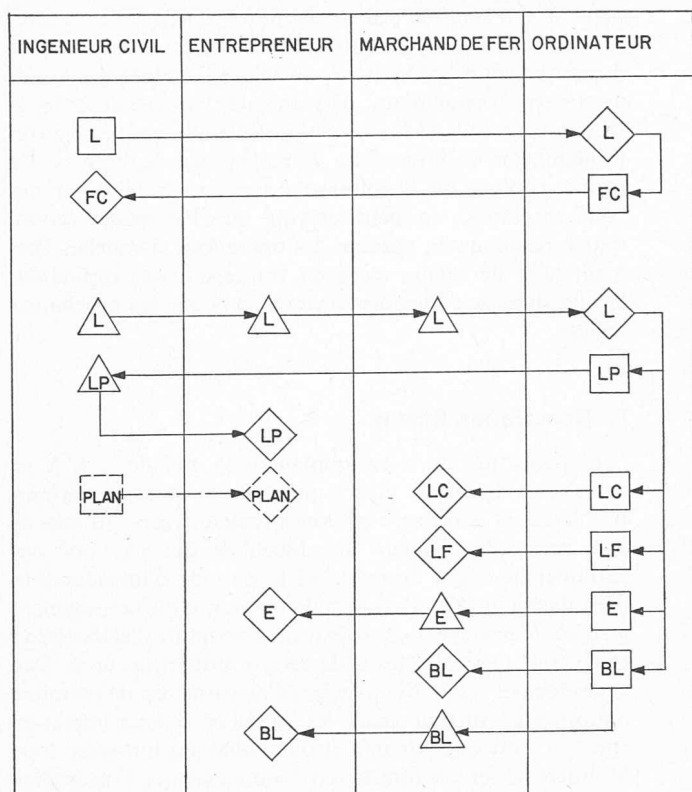 INGENIEUR CIVIL ENTREPRENEUR MARCHAND DE FER ORDINATEUR
L L
FC FC
L L L L
LP LP
LP
PLAN PLAN LC LC
LF LF
E E E
BL BL
BL BL